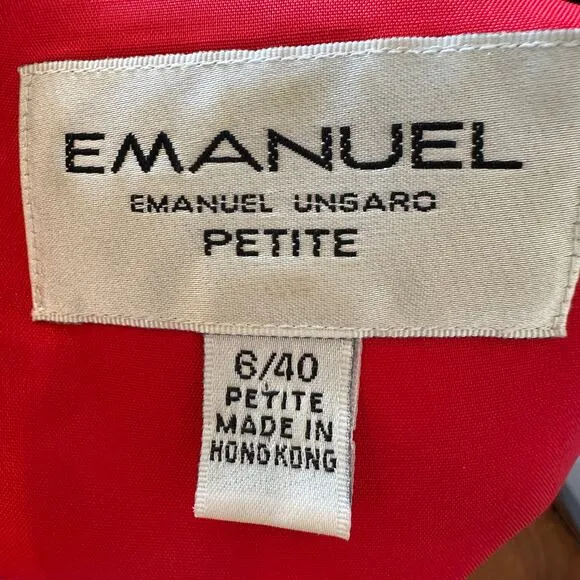 EMANUEL
EMANUEL UNGARO
PETITE
6/40
PETITE
MADE IN
HONG KONG